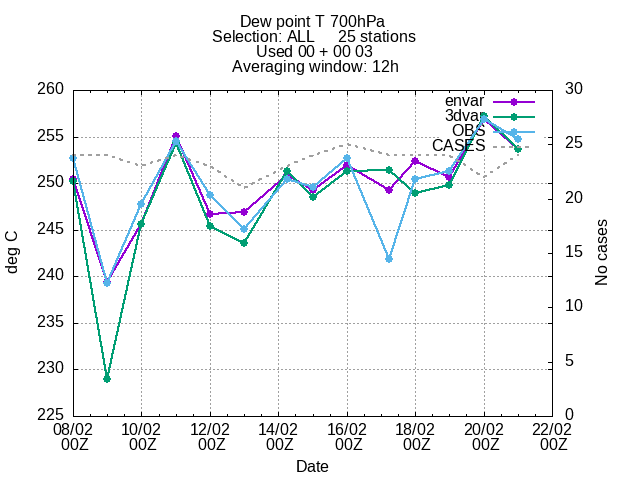 Dew point T 700hPa
Selection: ALL 25 stations
Used 00 + 00 03
Averaging window: 12h
260
255
250
245
240
235
230
225
30
25
20
15
10
5
0
envar
3dvar
OBS
CASES
deg C
No cases
08/02 10/02 12/02 14/02 16/02 18/02 20/02 22/02
00Z 00Z 00Z 00Z 00Z 00Z 00Z 00Z
Date